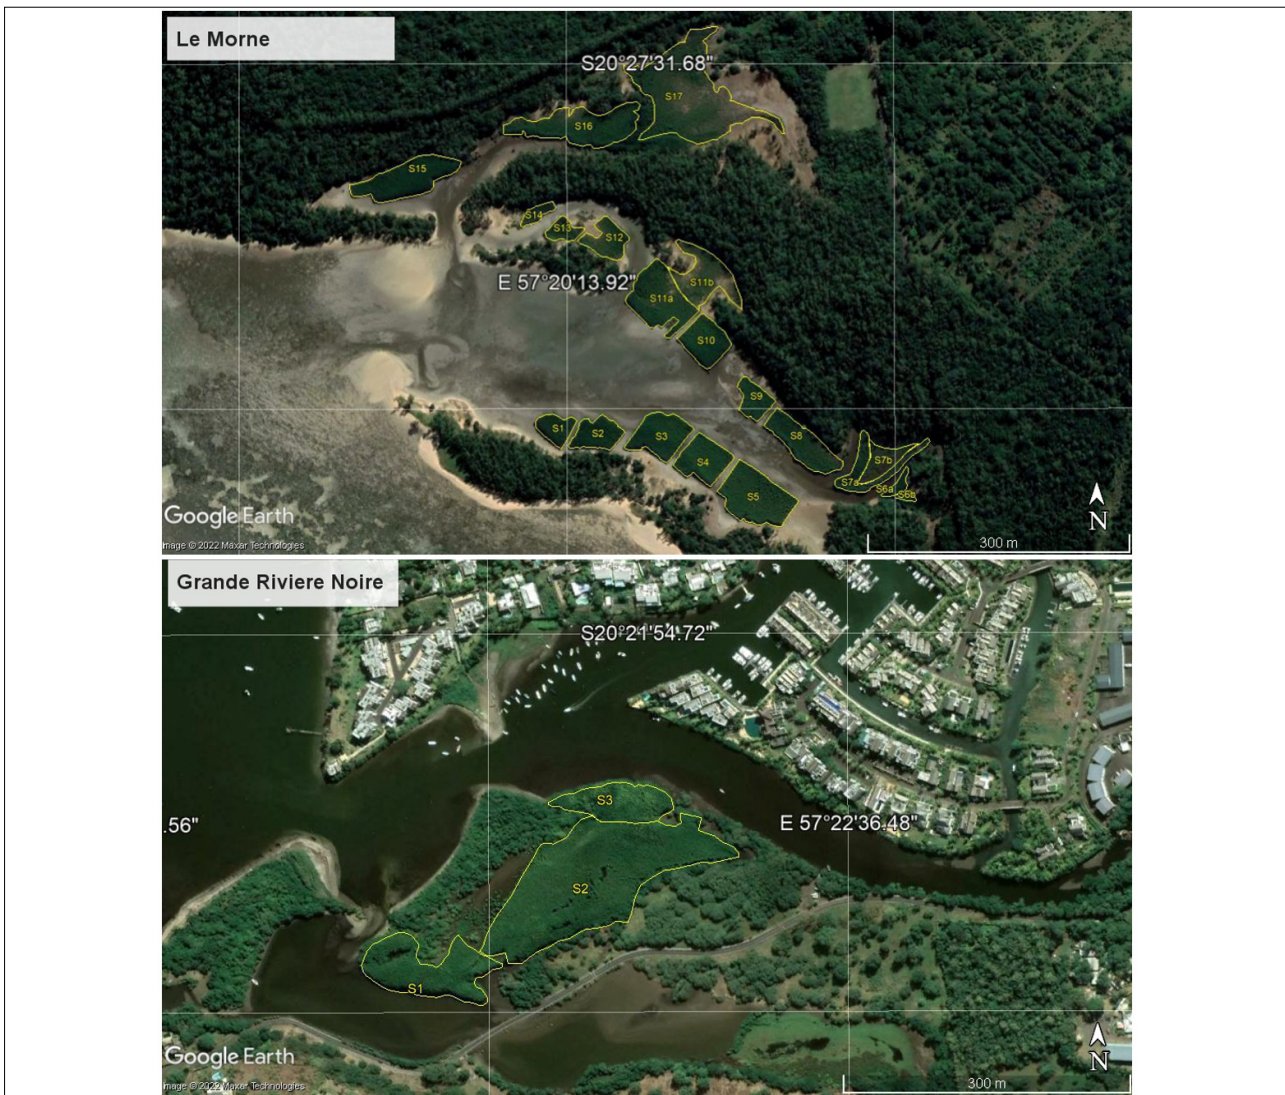 Le Morne
S20°27'31.68"
S17
S16
S15
S14
S13
S12
E 57°20'13.92"
S11b
S11a
S10
S9
S1
S2
S3
S8
S4
S7b
S5
S7a
S6a
S6b
Google Earth
N
300 m
mage © 2022 Maxar Technologies
Grande Riviere Noire
S20°21'54.72"
S3
.56"
E 57°22'36.48"
S2
S1
Google Earth
N
300 m
mage © 2022 Maxar Technologies